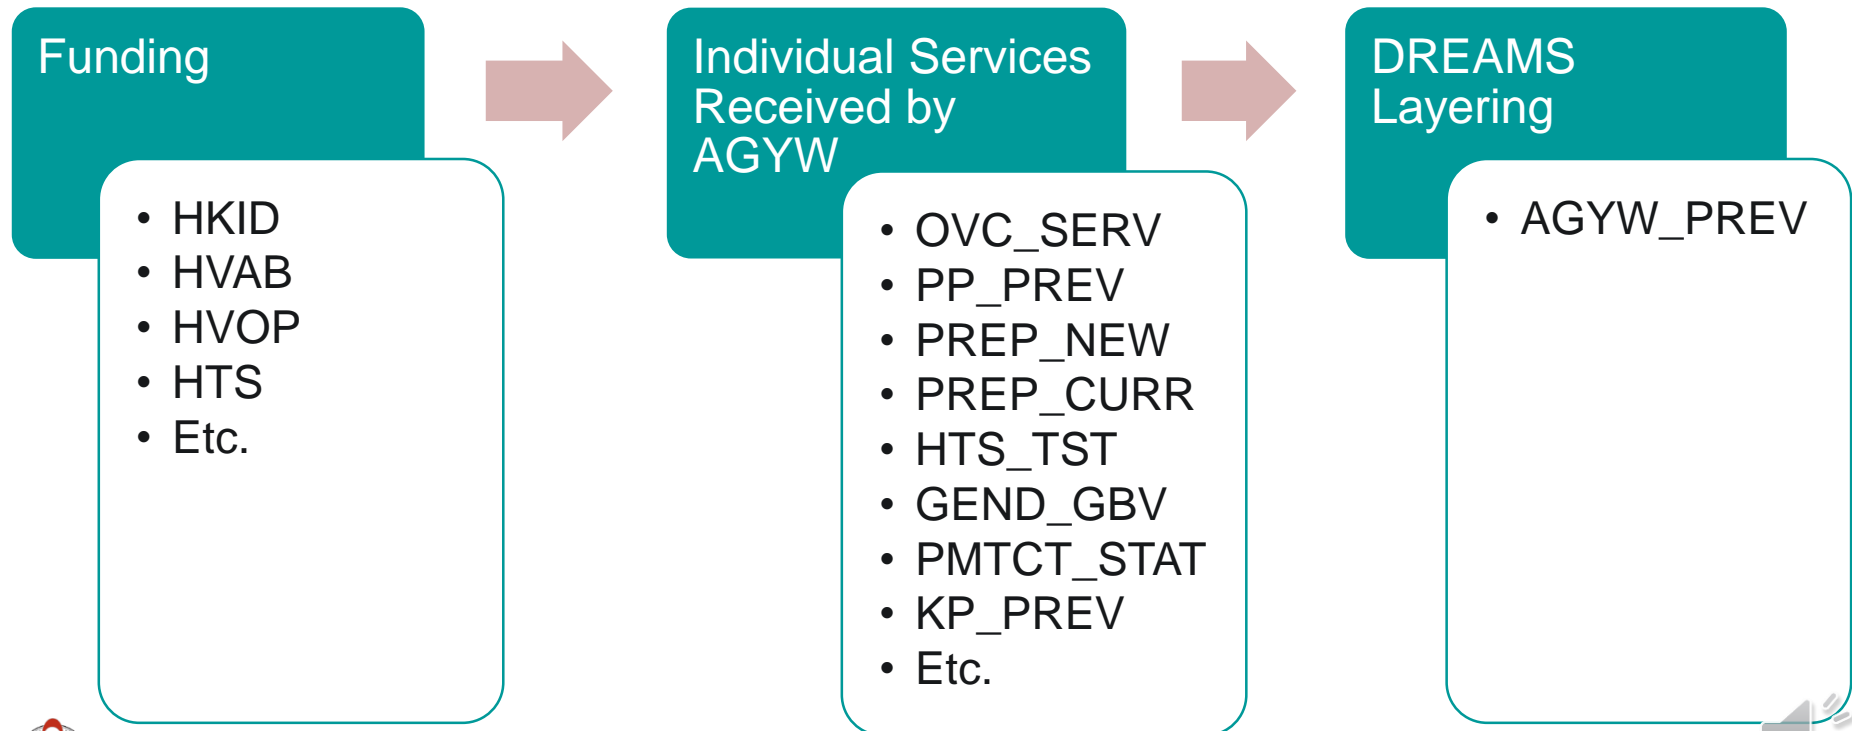 Funding
• HKID
• HVAB
• HVOP
• HTS
• Etc.
Individual Services
Received by
AGYW
• OVC_SERV
• PP_PREV
• PREP_NEW
• PREP_CURR
• HTS_TST
• GEND_GBV
• PMTCT_STAT
• KP_PREV
• Etc.
DREAMS
Layering
• AGYW_PREV